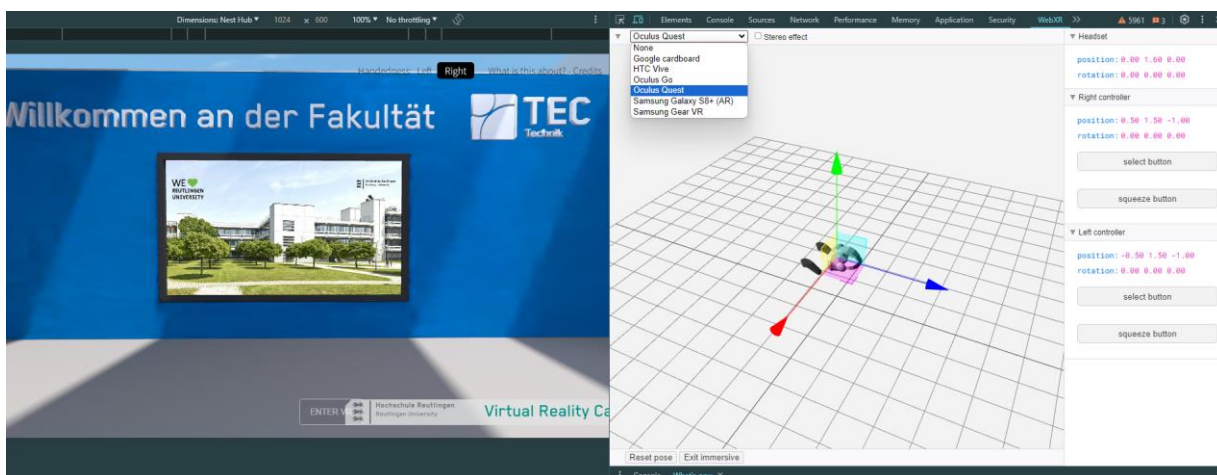 Dimensions: Nest Hub ▼ 1024 x 600 100% ▼ No throttling ▼
Handedness: Left Right What is this about? - Credits
Willkommen an der Fakultät
TEC
Technik
WE
REUTLINGEN
UNIVERSITY
ENTER V
Hochschule Reutlingen
Reutlingen University
Virtual Reality Ca
Elements Console Sources Network Performance Memory Application Security WebXR 5961 3
Oculus Quest Stereo effect
None
Google cardboard
HTC Vive
Oculus Go
Oculus Quest
Samsung Galaxy S8+ (AR)
Samsung Gear VR
Reset pose Exit immersive
Headset
position: 0.00 1.60 0.00
rotation: 0.00 0.00 0.00
Right controller
position: 0.50 1.50 -1.00
rotation: 0.00 0.00 0.00
select button
squeeze button
Left controller
position: -0.50 1.50 -1.00
rotation: 0.00 0.00 0.00
select button
squeeze button
Console What's new ×